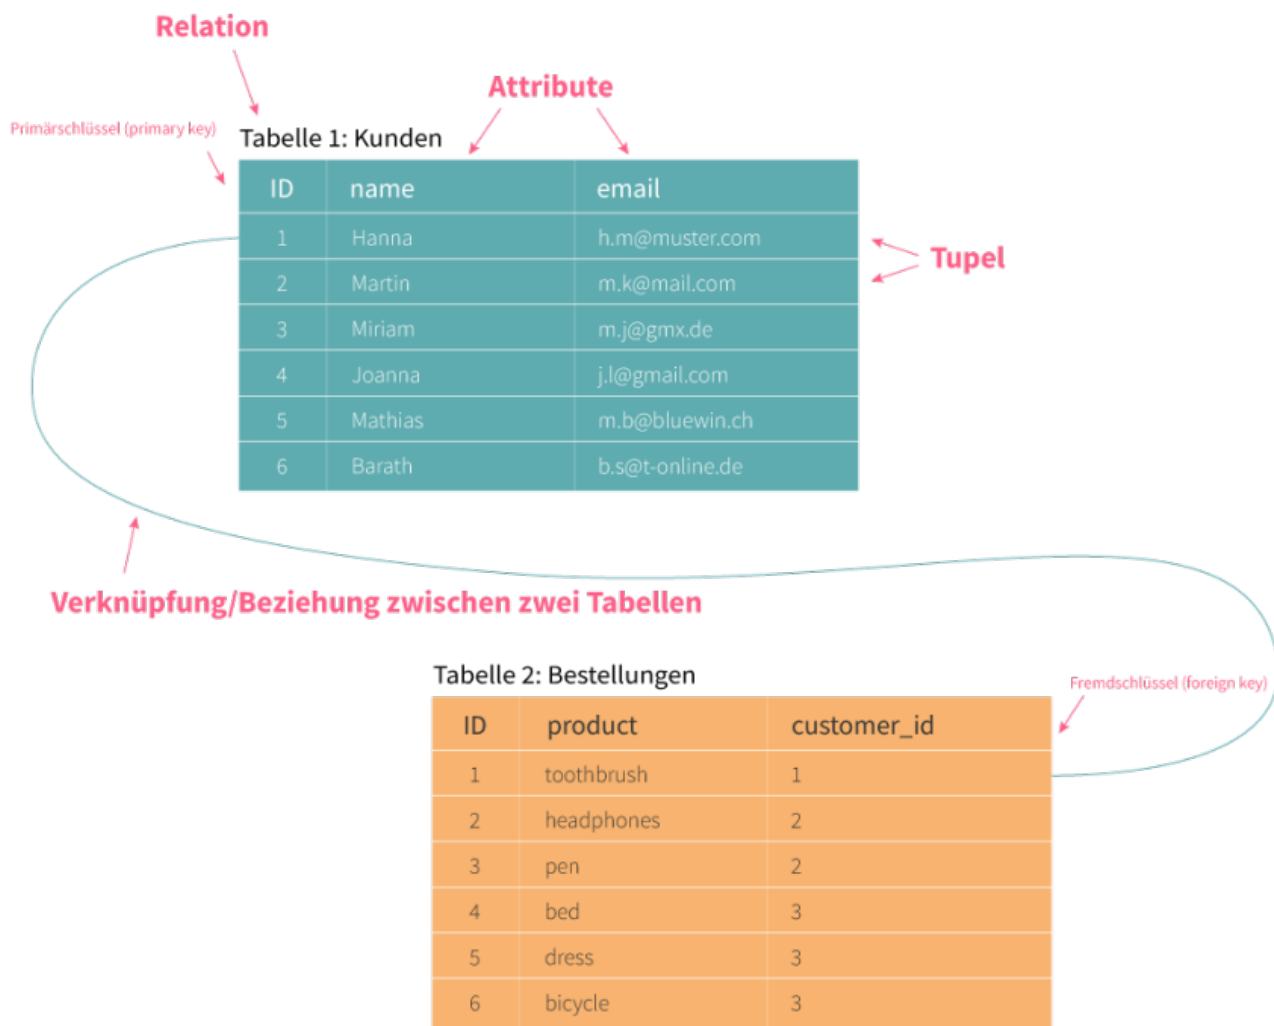 Relation
Attribute
Primärschlüssel (primary key)
Tabelle 1: Kunden
ID name email
1 Hanna h.m@muster.com
2 Martin m.k@mail.com
3 Miriam m.j@gmx.de
4 Joanna j.l@gmail.com
5 Mathias m.b@bluewin.ch
6 Barath b.s@t-online.de
Tupel
Verknüpfung/Beziehung zwischen zwei Tabellen
Tabelle 2: Bestellungen
Fremdschlüssel (foreign key)
ID product customer_id
1 toothbrush 1
2 headphones 2
3 pen 2
4 bed 3
5 dress 3
6 bicycle 3